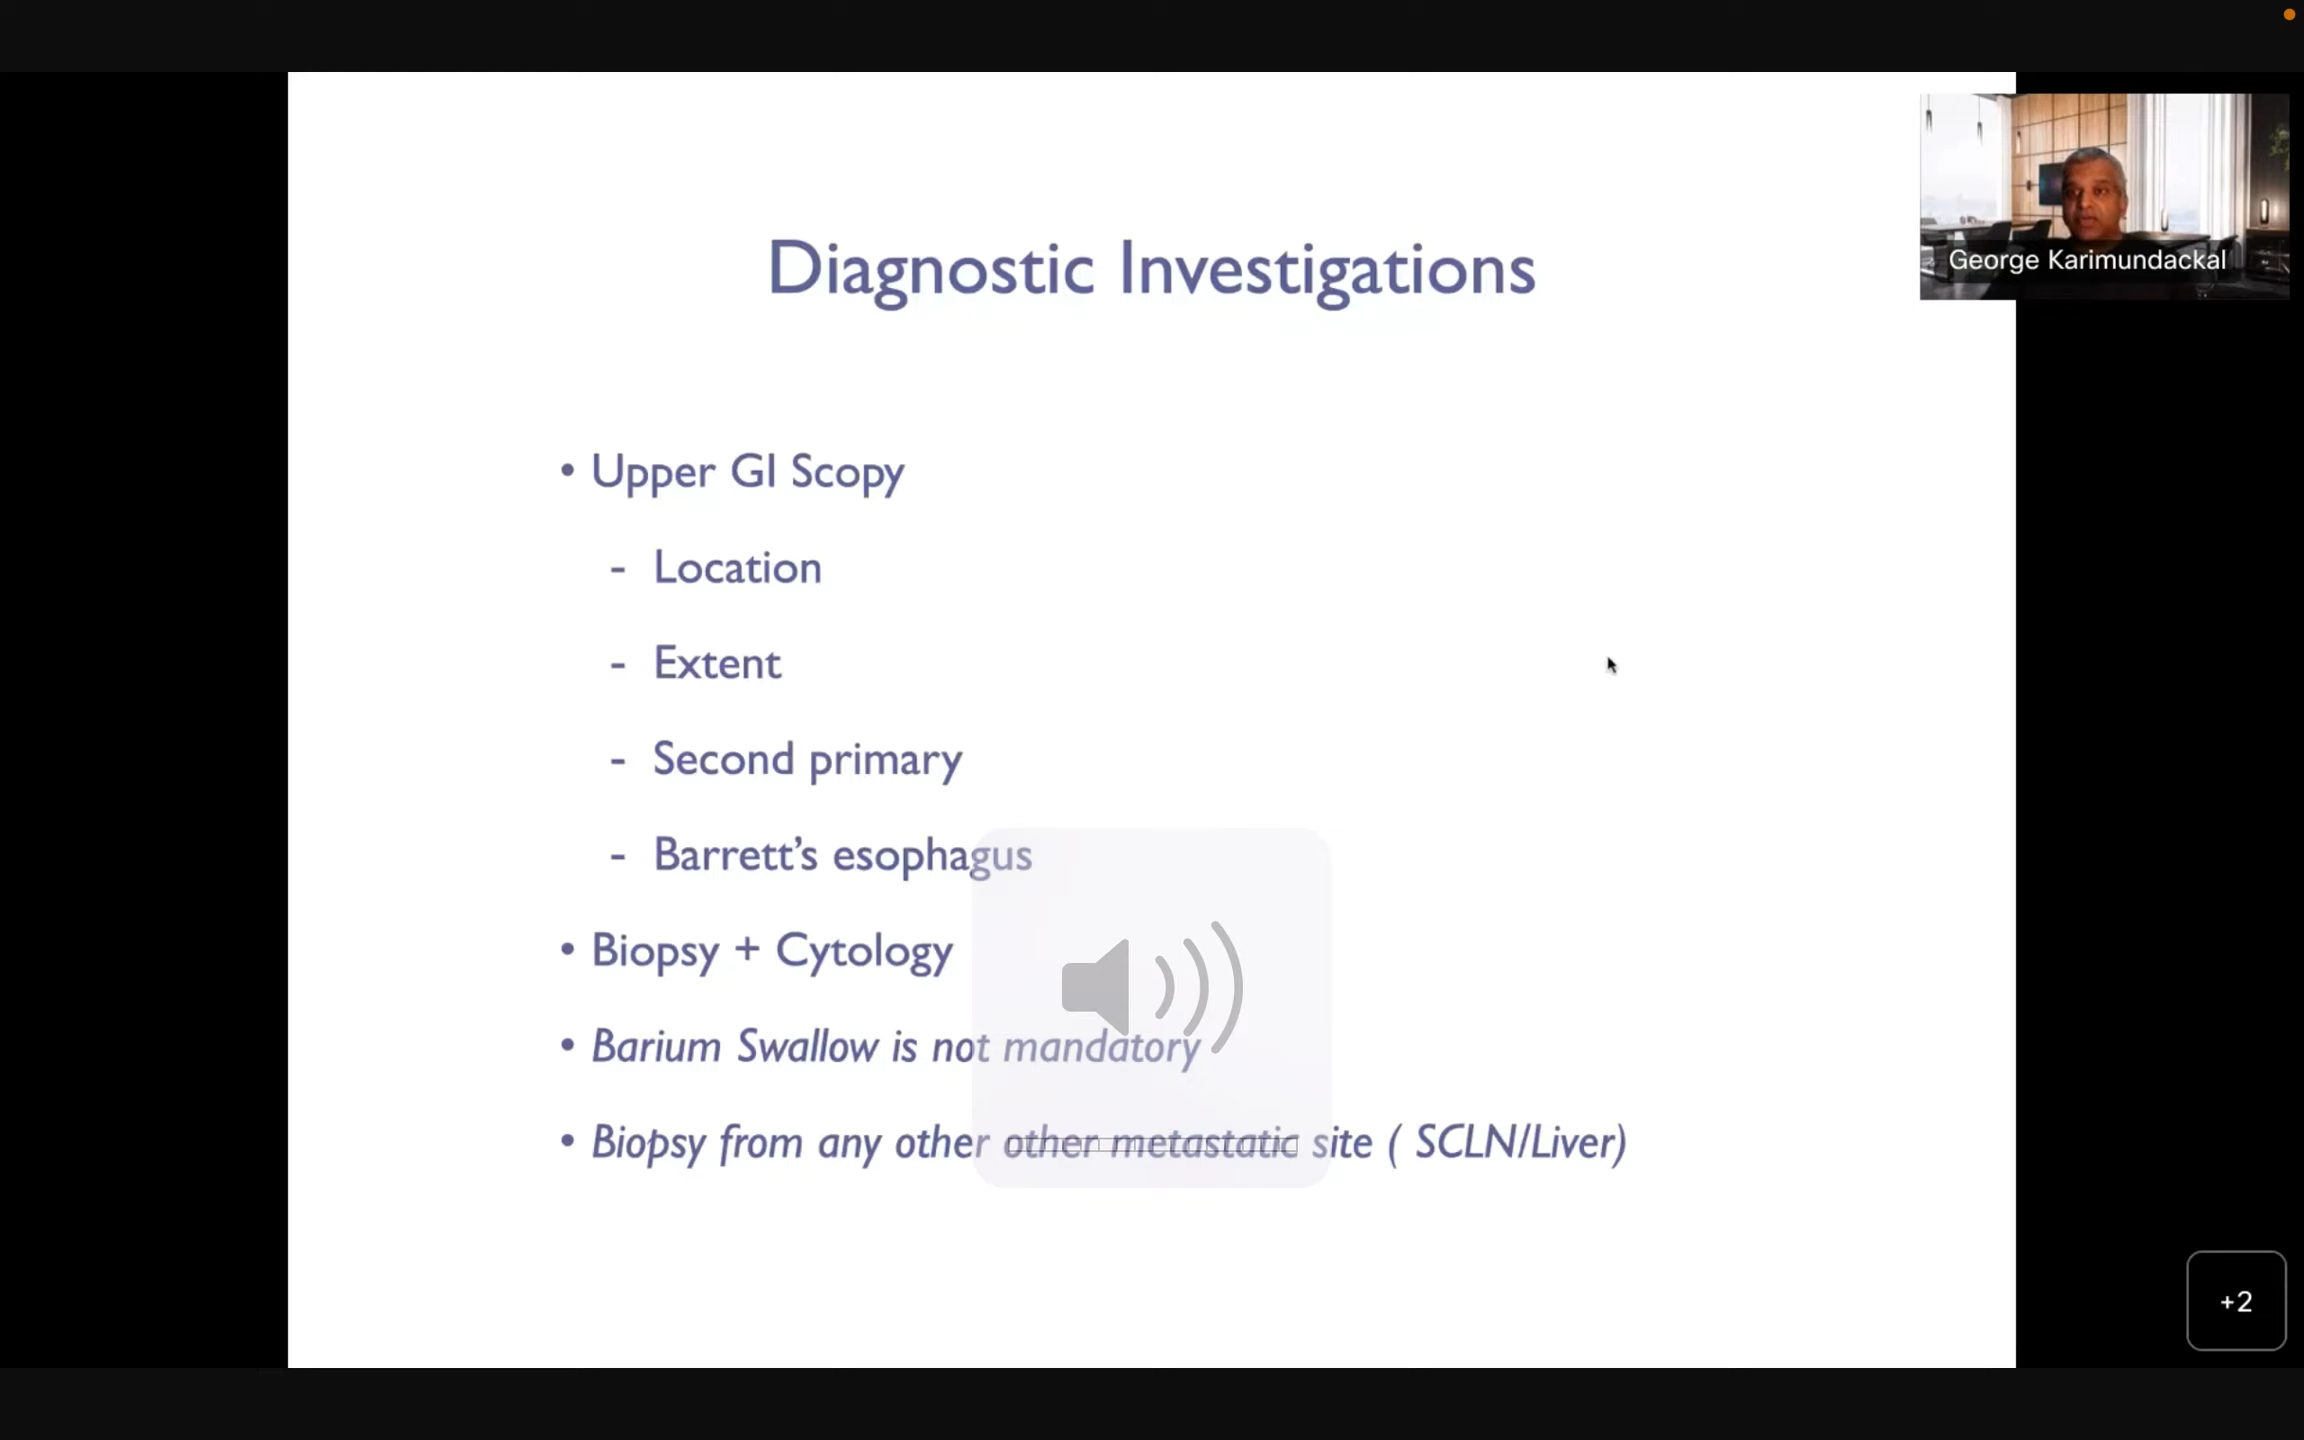 Diagnostic Investigations
George Karimundackal
• Upper GI Scopy
- Location
- Extent
- Second primary
- Barrett’s esophagus
• Biopsy + Cytology
• Barium Swallow is not mandatory
• Biopsy from any other other metastatic site ( SCLN/Liver)
+2